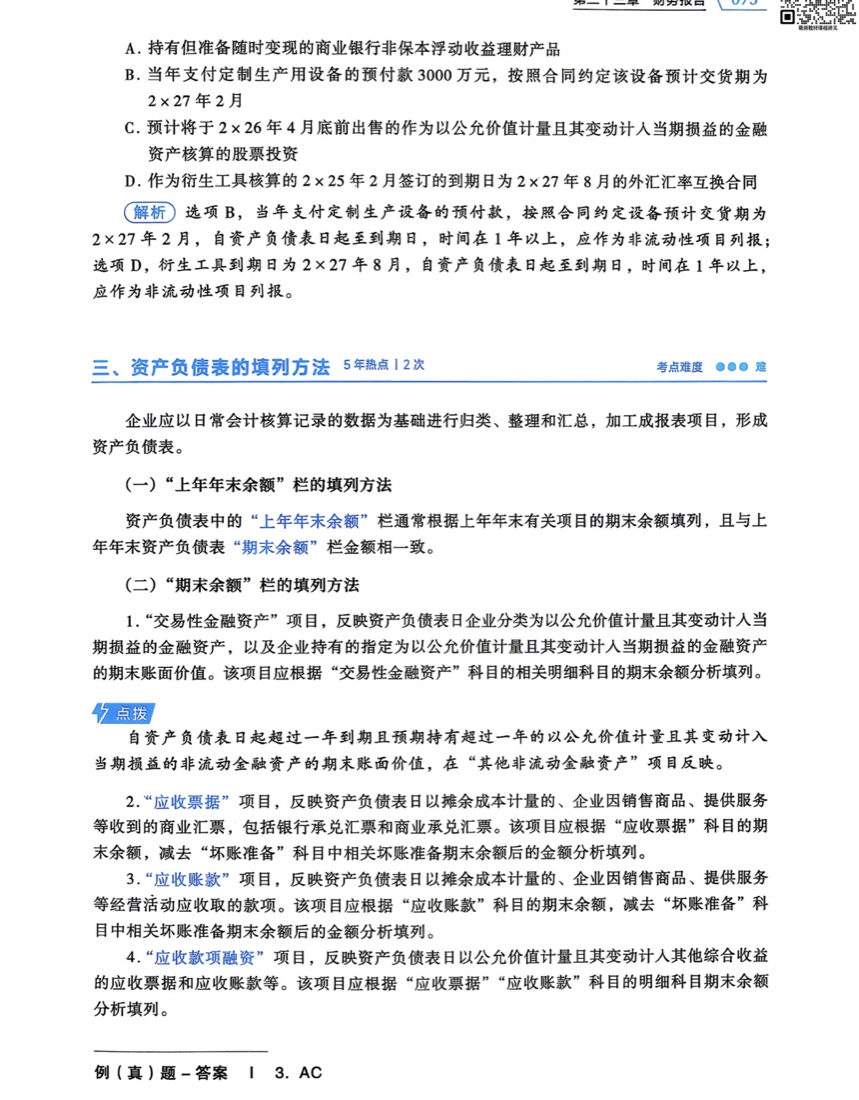 第二十三章 财务报告 073
A. 持有但准备随时变现的商业银行非保本浮动收益理财产品
B. 当年支付定制生产用设备的预付款 3000 万元，按照合同约定该设备预计交货期为
2×27 年 2 月
C. 预计将于 2×26 年 4 月底前出售的作为以公允价值计量且其变动计入当期损益的金融
资产核算的股票投资
D. 作为衍生工具核算的 2×25 年 2 月签订的到期日为 2×27 年 8 月的外汇汇率互换合同
解析 选项 B，当年支付定制生产设备的预付款，按照合同约定设备预计交货期为
2×27 年 2 月，自资产负债表日起至到期日，时间在 1 年以上，应作为非流动性项目列报；
选项 D，衍生工具到期日为 2×27 年 8 月，自资产负债表日起至到期日，时间在 1 年以上，
应作为非流动性项目列报。
三、资产负债表的填列方法 5 年热点 | 2 次 考点难度 难
企业应以日常会计核算记录的数据为基础进行归类、整理和汇总，加工成报表项目，形成
资产负债表。
（一）“上年年末余额”栏的填列方法
资产负债表中的“上年年末余额”栏通常根据上年年末有关项目的期末余额填列，且与上
年年末资产负债表“期末余额”栏金额相一致。
（二）“期末余额”栏的填列方法
1.“交易性金融资产”项目，反映资产负债表日企业分类为以公允价值计量且其变动计入当
期损益的金融资产，以及企业持有的指定为以公允价值计量且其变动计入当期损益的金融资产
的期末账面价值。该项目应根据“交易性金融资产”科目的相关明细科目的期末余额分析填列。
点拨
自资产负债表日起超过一年到期且预期持有超过一年的以公允价值计量且其变动计入
当期损益的非流动金融资产的期末账面价值，在“其他非流动金融资产”项目反映。
2.“应收票据”项目，反映资产负债表日以摊余成本计量的、企业因销售商品、提供服务
等收到的商业汇票，包括银行承兑汇票和商业承兑汇票。该项目应根据“应收票据”科目的期
末余额，减去“坏账准备”科目中相关坏账准备期末余额后的金额分析填列。
3.“应收账款”项目，反映资产负债表日以摊余成本计量的、企业因销售商品、提供服务
等经营活动应收取的款项。该项目应根据“应收账款”科目的期末余额，减去“坏账准备”科
目中相关坏账准备期末余额后的金额分析填列。
4.“应收款项融资”项目，反映资产负债表日以公允价值计量且其变动计入其他综合收益
的应收票据和应收账款等。该项目应根据“应收票据”“应收账款”科目的明细科目期末余额
分析填列。
例（真）题–答案 | 3. AC